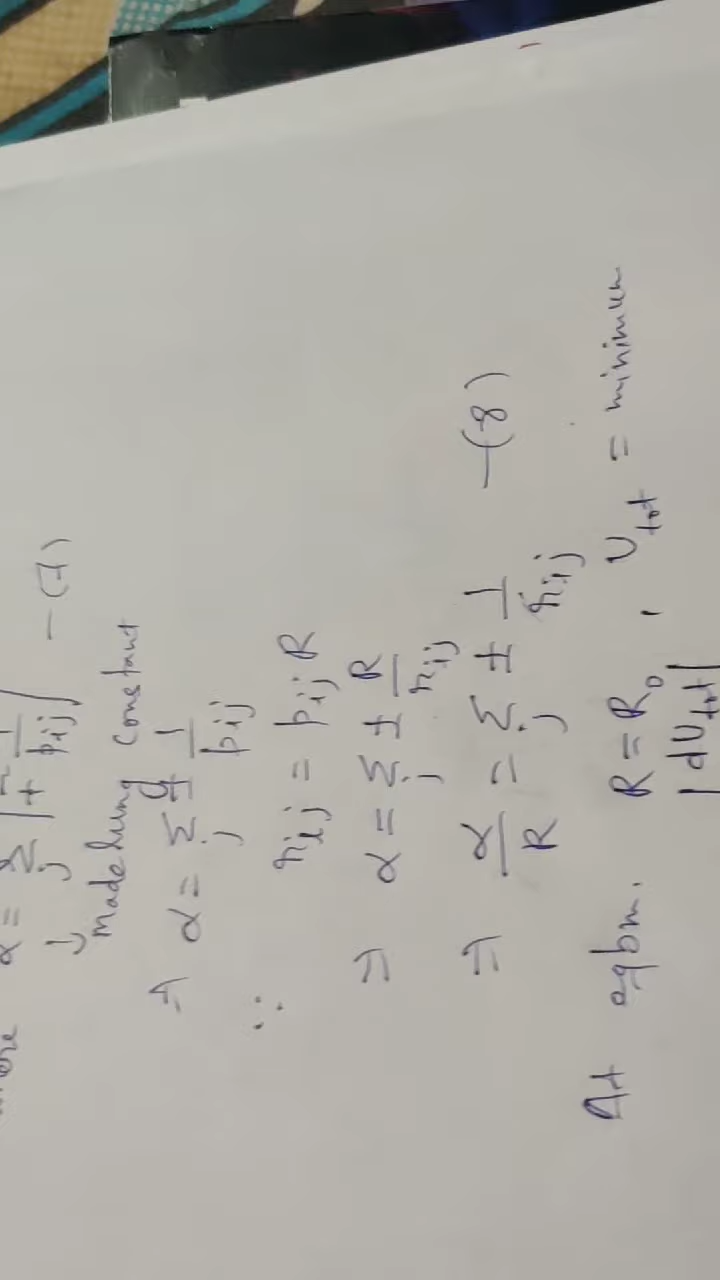 α = Σ_j [± 1/p_ij] —(7)
↳ Madelung Constant
⇒ α = Σ_j ± 1/p_ij
∵ r_ij = p_ij R
⇒ α = Σ_j ± R/r_ij
⇒ α/R = Σ_j ± 1/r_ij —(8)
At eqbm. R = R_0 , U_tot = minimum
|dU_tot|